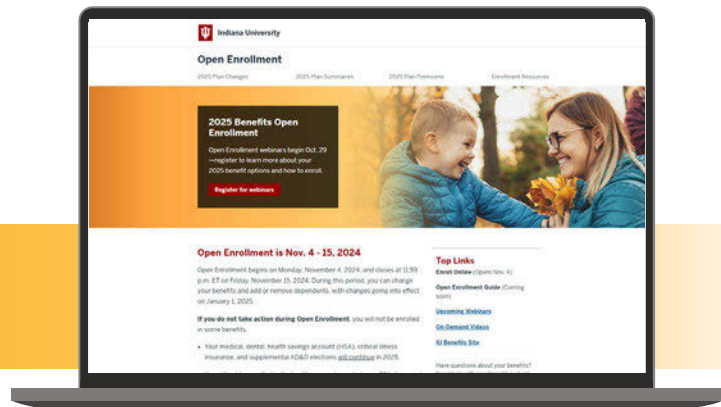 Indiana University
Open Enrollment
2025 Plan Changes
2025 Plan Summaries
2025 Plan Premiums
Enrollment Resources
2025 Benefits Open
Enrollment
Open Enrollment webinars begin Oct. 29
—register to learn more about your
2025 benefit options and how to enroll.
Register for webinars
Open Enrollment is Nov. 4 - 15, 2024
Open Enrollment begins on Monday, November 4, 2024, and closes at 11:59
p.m. ET on Friday, November 15, 2024. During this period, you can change
your benefits and add or remove dependents, with changes going into effect
on January 1, 2025.
If you do not take action during Open Enrollment, you will not be enrolled
in some benefits.
• Your medical, dental, health savings account (HSA), critical illness
insurance, and supplemental AD&D elections will continue in 2025.
Top Links
Enroll Online (Opens Nov. 4)
Open Enrollment Guide (Coming
soon)
Upcoming Webinars
On-Demand Videos
IU Benefits Site
Have questions about your benefits?